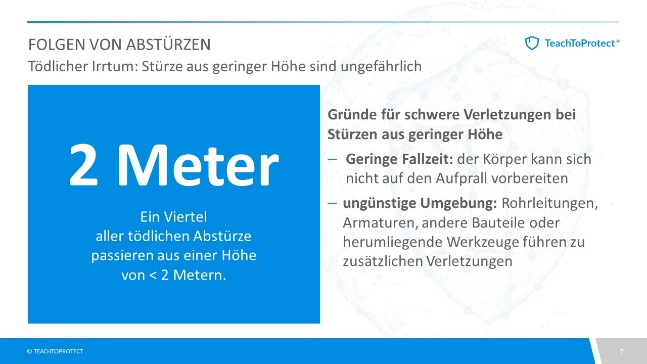 FOLGEN VON ABSTÜRZEN
TeachToProtect®
Tödlicher Irrtum: Stürze aus geringer Höhe sind ungefährlich
2 Meter
Ein Viertel
aller tödlichen Abstürze
passieren aus einer Höhe
von < 2 Metern.
Gründe für schwere Verletzungen bei
Stürzen aus geringer Höhe
– Geringe Fallzeit: der Körper kann sich
nicht auf den Aufprall vorbereiten
– ungünstige Umgebung: Rohrleitungen,
Armaturen, andere Bauteile oder
herumliegende Werkzeuge führen zu
zusätzlichen Verletzungen
© TEACHTOPROTECT
7